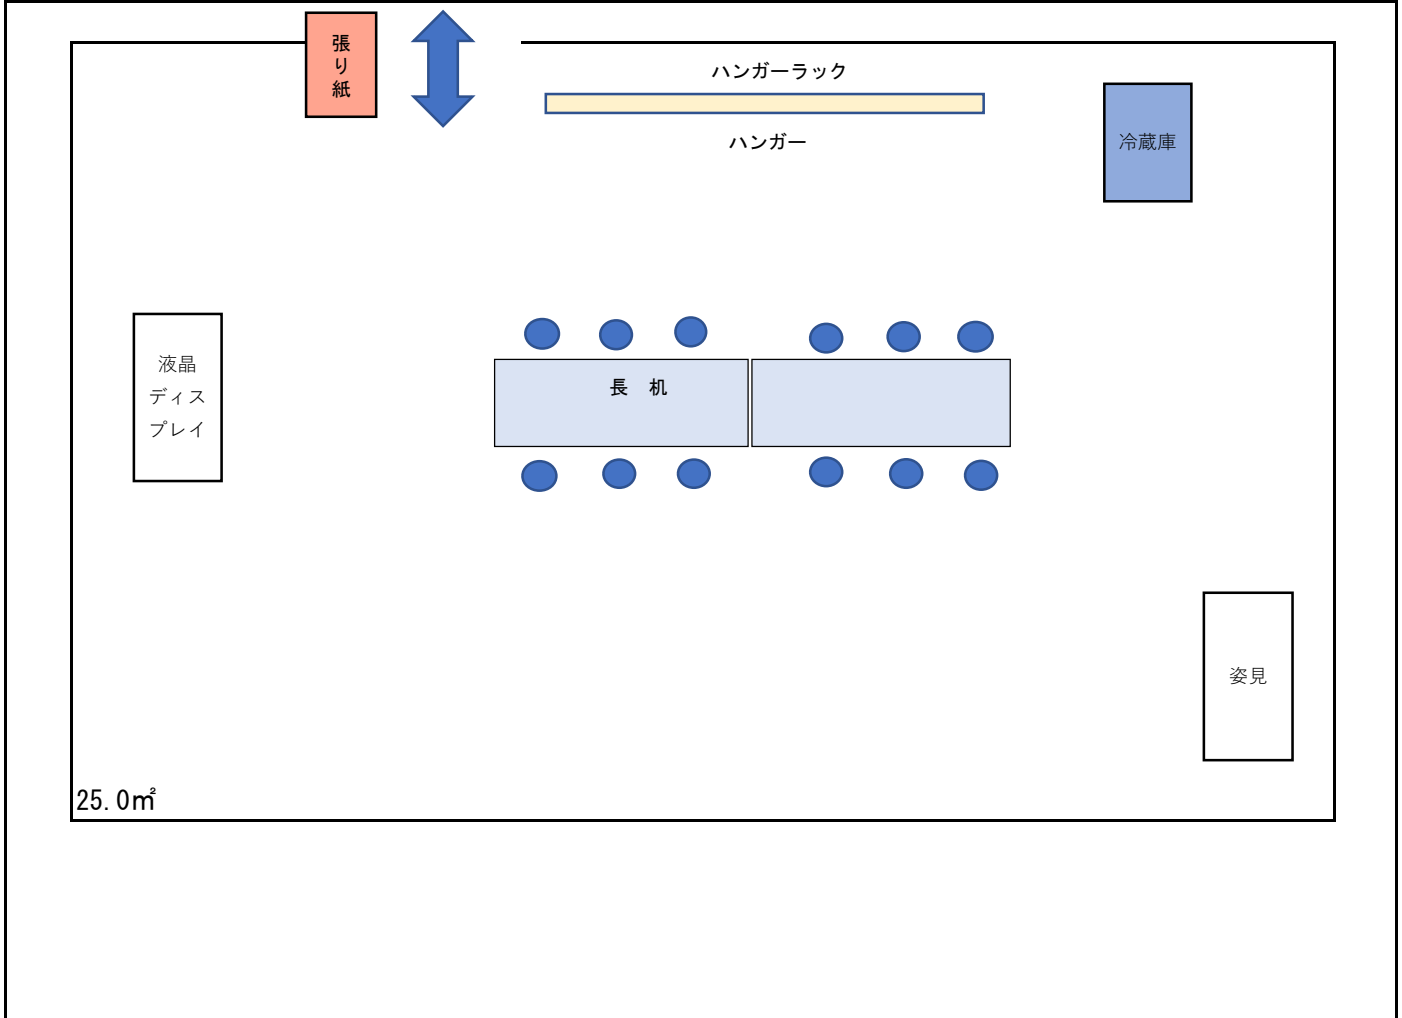 張り紙
ハンガーラック
ハンガー
冷蔵庫
液晶
ディス
プレイ
長 机
姿見
25.0㎡